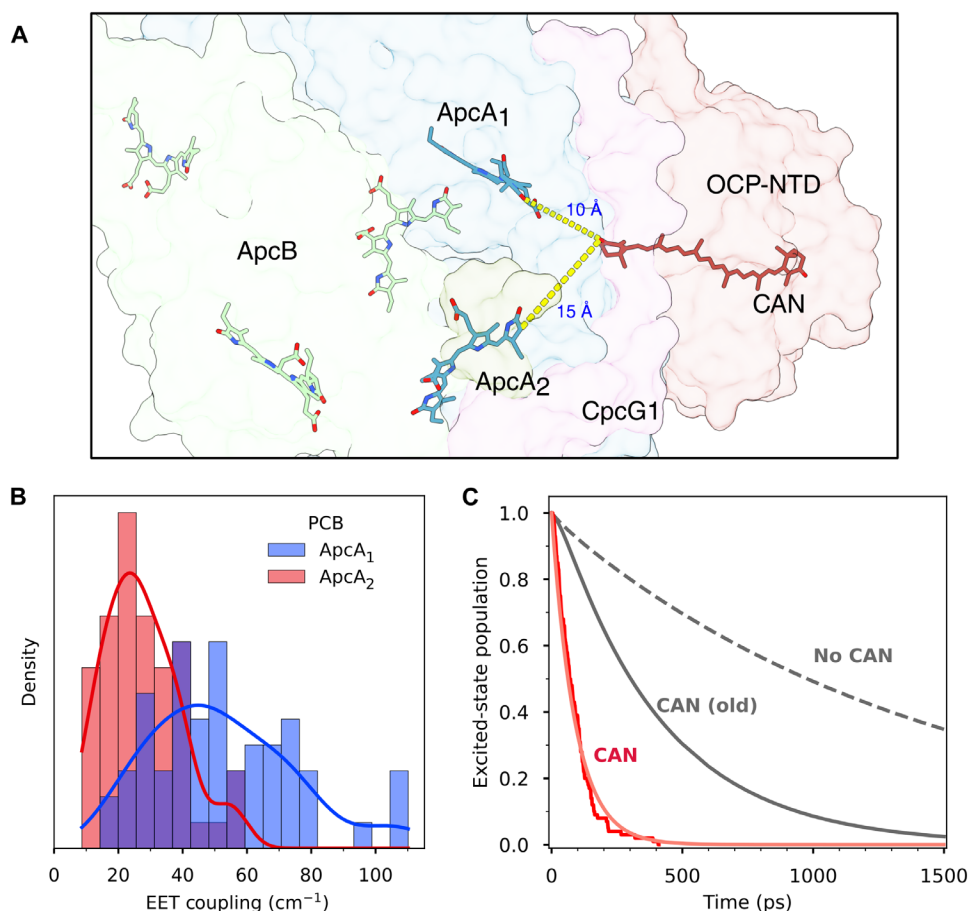 A
ApcA1
10 Å
OCP-NTD
ApcB
CAN
15 Å
ApcA2
CpcG1
B
PCB
ApcA1
ApcA2
Density
20 40 60 80 100
EET coupling (cm⁻¹)
C
1.0
0.8
0.6
0.4
0.2
0.0
Excited-state population
No CAN
CAN (old)
CAN
0 500 1000 1500
Time (ps)